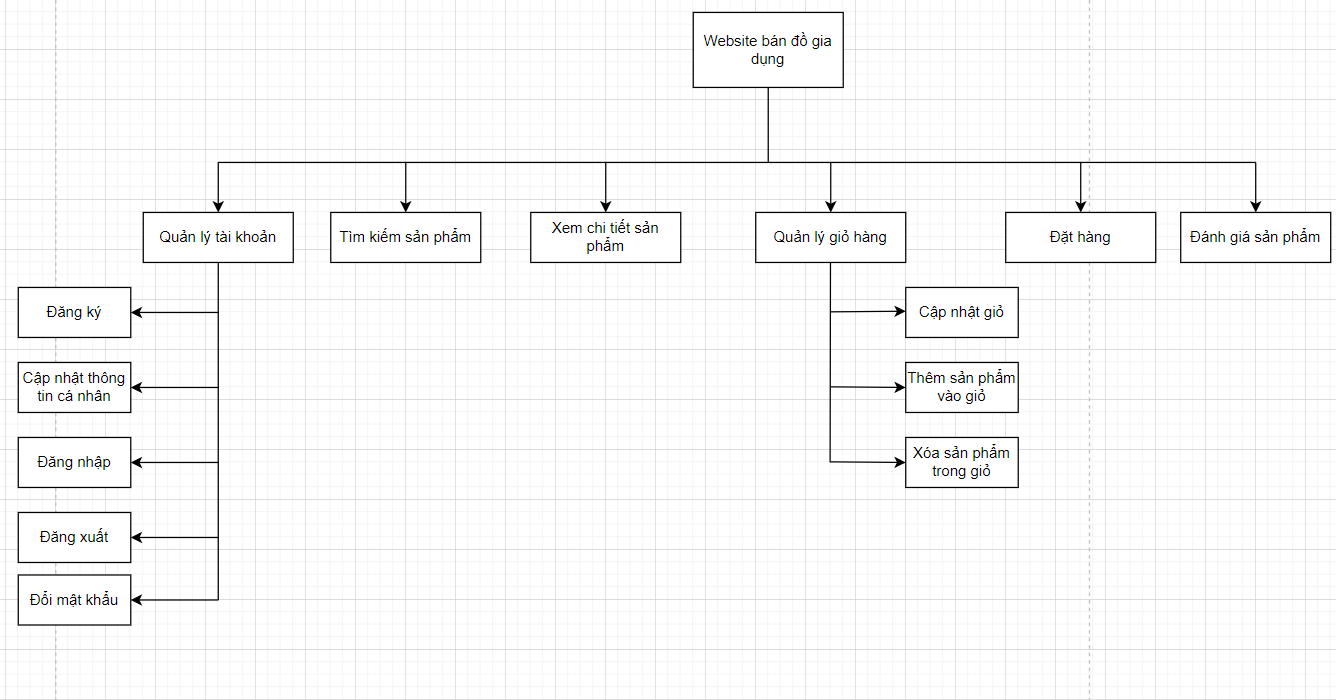 Website bán đồ gia
dụng
Quản lý tài khoản
Tìm kiếm sản phẩm
Xem chi tiết sản
phẩm
Quản lý giỏ hàng
Đặt hàng
Đánh giá sản phẩm
Đăng ký
Cập nhật thông
tin cá nhân
Đăng nhập
Đăng xuất
Đổi mật khẩu
Cập nhật giỏ
Thêm sản phẩm
vào giỏ
Xóa sản phẩm
trong giỏ